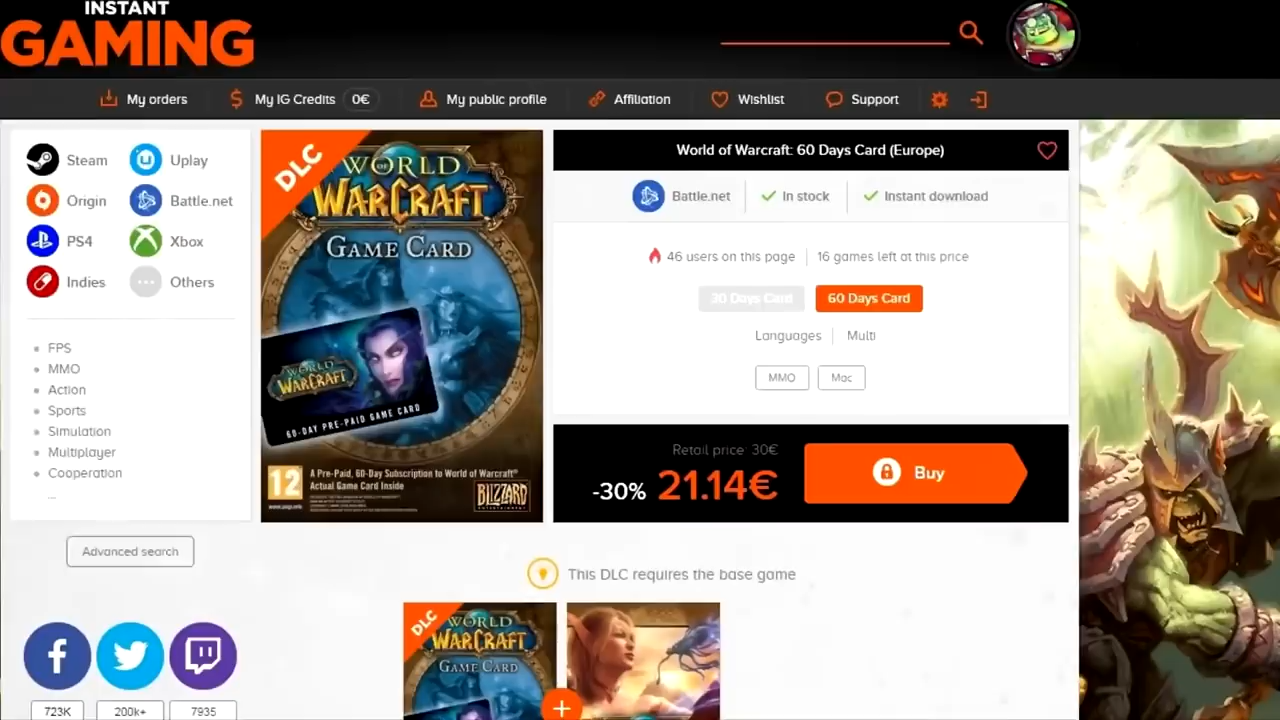 INSTANT
GAMING
My orders
My IG Credits 0€
My public profile
Affiliation
Wishlist
Support
Steam
Uplay
Origin
Battle.net
PS4
Xbox
Indies
Others
FPS
MMO
Action
Sports
Simulation
Multiplayer
Cooperation
...
Advanced search
723K
200k+
7935
DLC
WORLD
OF
WARCRAFT
GAME CARD
WORLD
WARCRAFT
60-DAY PRE-PAID GAME CARD
12
A Pre-Paid, 60-Day Subscription to World of Warcraft®
Actual Game Card Inside
BLIZZARD
ENTERTAINMENT
World of Warcraft: 60 Days Card (Europe)
Battle.net
In stock
Instant download
46 users on this page
16 games left at this price
30 Days Card
60 Days Card
Languages
Multi
MMO
Mac
Retail price: 30€
-30% 21.14€
Buy
This DLC requires the base game
DLC
WORLD
OF
WARCRAFT
GAME CARD
+